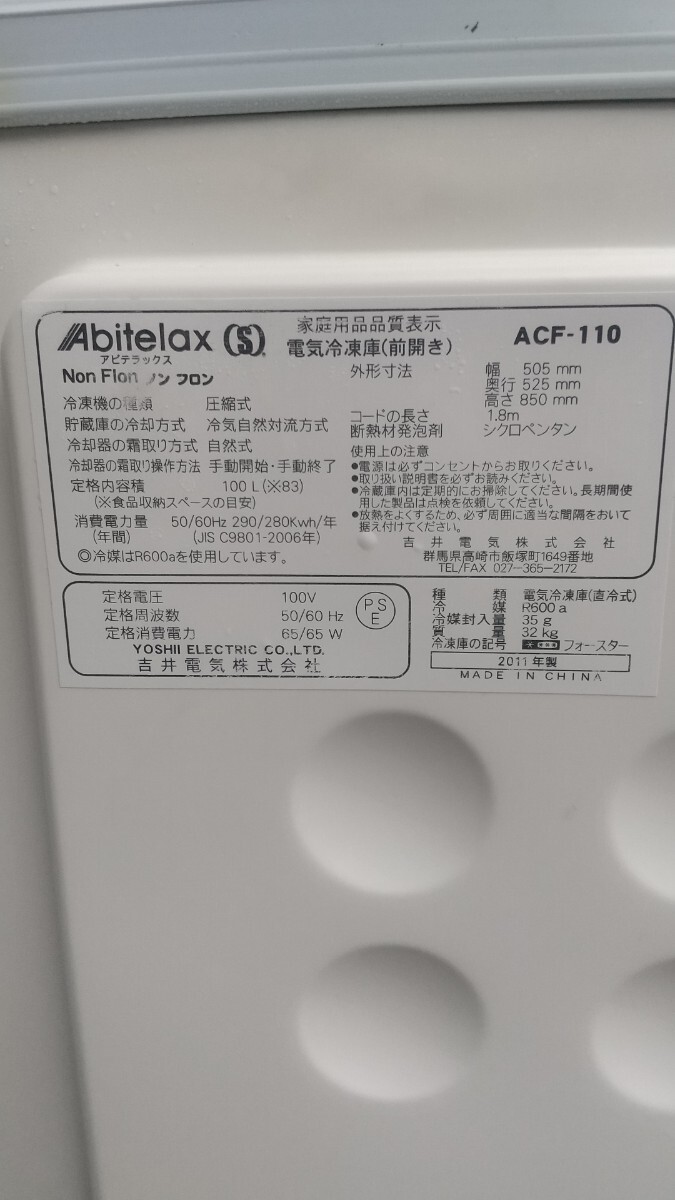 Abitelax (S)
アビテラックス
家庭用品品質表示
電気冷凍庫(前開き)
ACF-110
Non Flon ノン フロン
冷凍機の種類 圧縮式
貯蔵庫の冷却方式 冷気自然対流方式
冷却器の霜取り方式 自然式
冷却器の霜取り操作方法 手動開始・手動終了
定格内容積 100 L(※83)
(※食品収納スペースの目安)
消費電力量 50/60Hz 290/280Kwh/年
(年間) (JIS C9801-2006年)
◎冷媒はR600aを使用しています。
外形寸法 幅 505 mm
奥行 525 mm
高さ 850 mm
コードの長さ 1.8m
断熱材発泡剤 シクロペンタン
使用上の注意
●電源は必ずコンセントからお取りください。
●取り扱い説明書を必ずお読みください。
●冷蔵庫内は定期的にお掃除してください。長期間使
用した製品は点検を依頼してください。
●放熱をよくするため、必ず周囲に適当な間隔をおいて
据え付けてください。
吉井電気株式会社
群馬県高崎市飯塚町1649番地
TEL/FAX 027-365-2172
定格電圧 100V
定格周波数 50/60 Hz
定格消費電力 65/65 W
PS
E
YOSHII ELECTRIC CO.,LTD.
吉井電気株式会社
種類 電気冷凍庫(直冷式)
冷媒 R600a
冷媒封入量 35 g
質量 32 kg
冷凍庫の記号 フォースター
2011年製
MADE IN CHINA